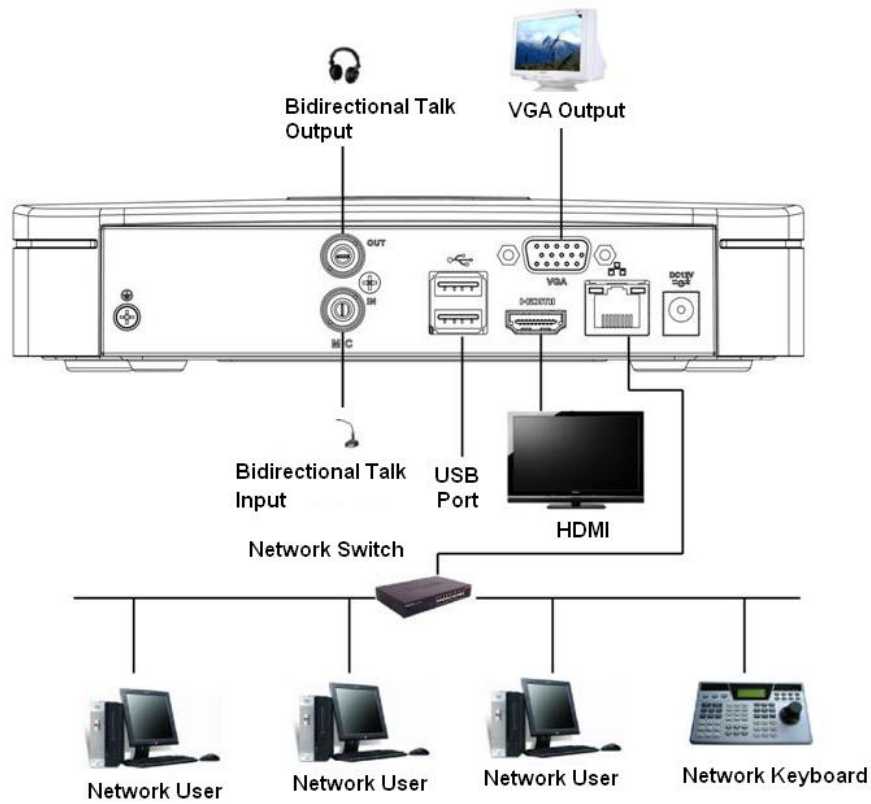 Bidirectional Talk
Output
VGA Output
OUT
IN
MIC
VGA
HDMI
DC12V
Bidirectional Talk
Input
USB
Port
HDMI
Network Switch
Network User
Network User
Network User
Network Keyboard